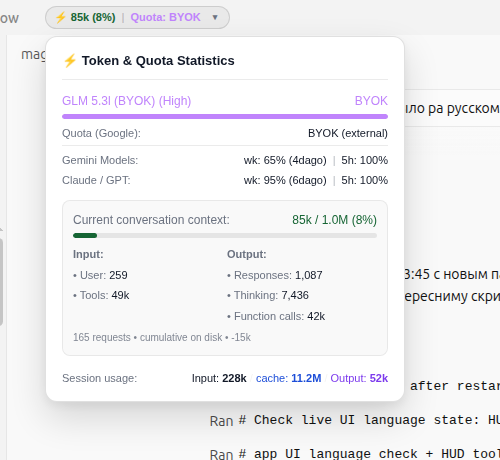 ow
⚡ 85k (8%) | Quota: BYOK ▼
mag
⚡ Token & Quota Statistics
GLM 5.3l (BYOK) (High) BYOK
ыло ра русском
Quota (Google): BYOK (external)
Gemini Models: wk: 65% (4dago) | 5h: 100%
Claude / GPT: wk: 95% (6dago) | 5h: 100%
Current conversation context: 85k / 1.0M (8%)
Input: Output:
• User: 259 • Responses: 1,087
3:45 с новым п
• Tools: 49k • Thinking: 7,436
ересниму скри
• Function calls: 42k
165 requests • cumulative on disk • -15k
Session usage: Input: 228k cache: 11.2M Output: 52k
after restar
Ran # Check live UI language state: HU
Ran # app UI language check + HUD tool